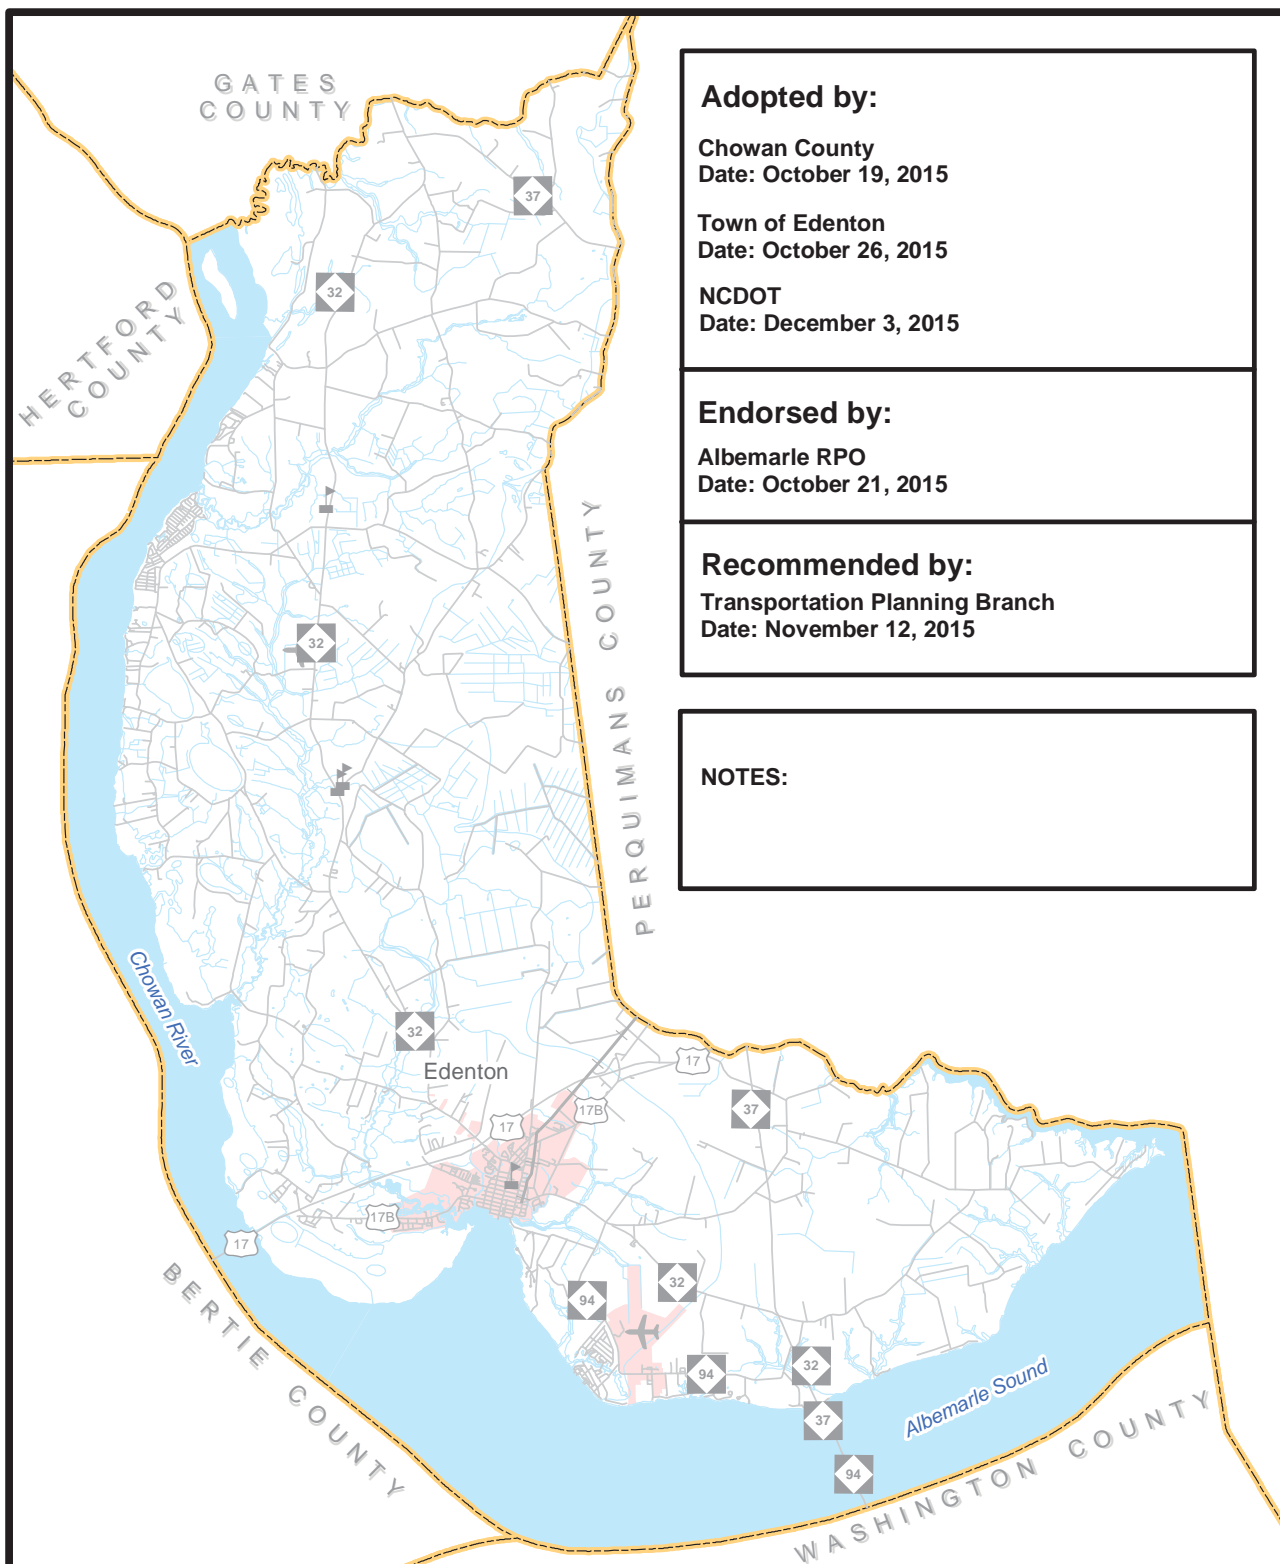 GATES
COUNTY
37
32
HERTFORD
COUNTY
Adopted by:
Chowan County
Date: October 19, 2015
Town of Edenton
Date: October 26, 2015
NCDOT
Date: December 3, 2015
Endorsed by:
Albemarle RPO
Date: October 21, 2015
Recommended by:
Transportation Planning Branch
Date: November 12, 2015
NOTES:
PERQUIMANS COUNTY
32
Chowan River
32
Edenton
17
17B
17
37
17B
17
BERTIE COUNTY
94
32
94
32
37
94
Albemarle Sound
WASHINGTON COUNTY